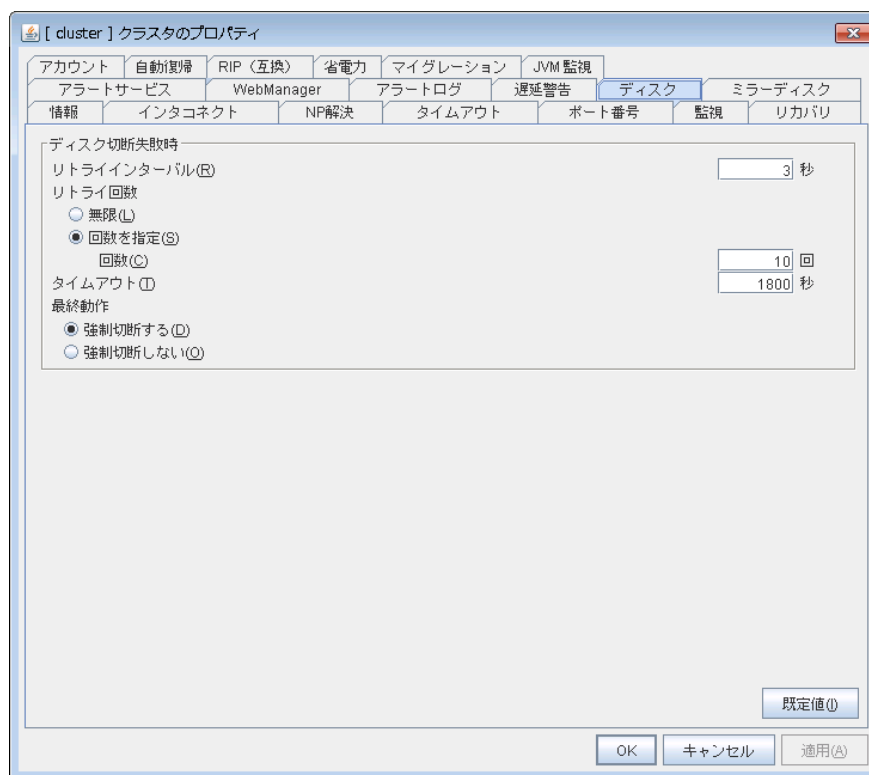 [ cluster ] クラスタのプロパティ
アカウント 自動復帰 RIP（互換） 省電力 マイグレーション JVM 監視
アラートサービス WebManager アラートログ 遅延警告 ディスク ミラーディスク
情報 インタコネクト NP解決 タイムアウト ポート番号 監視 リカバリ
ディスク切断失敗時
リトライインターバル(R) 3 秒
リトライ回数
無限(L)
回数を指定(S)
回数(C) 10 回
タイムアウト(T) 1800 秒
最終動作
強制切断する(D)
強制切断しない(O)
既定値(I)
OK キャンセル 適用(A)